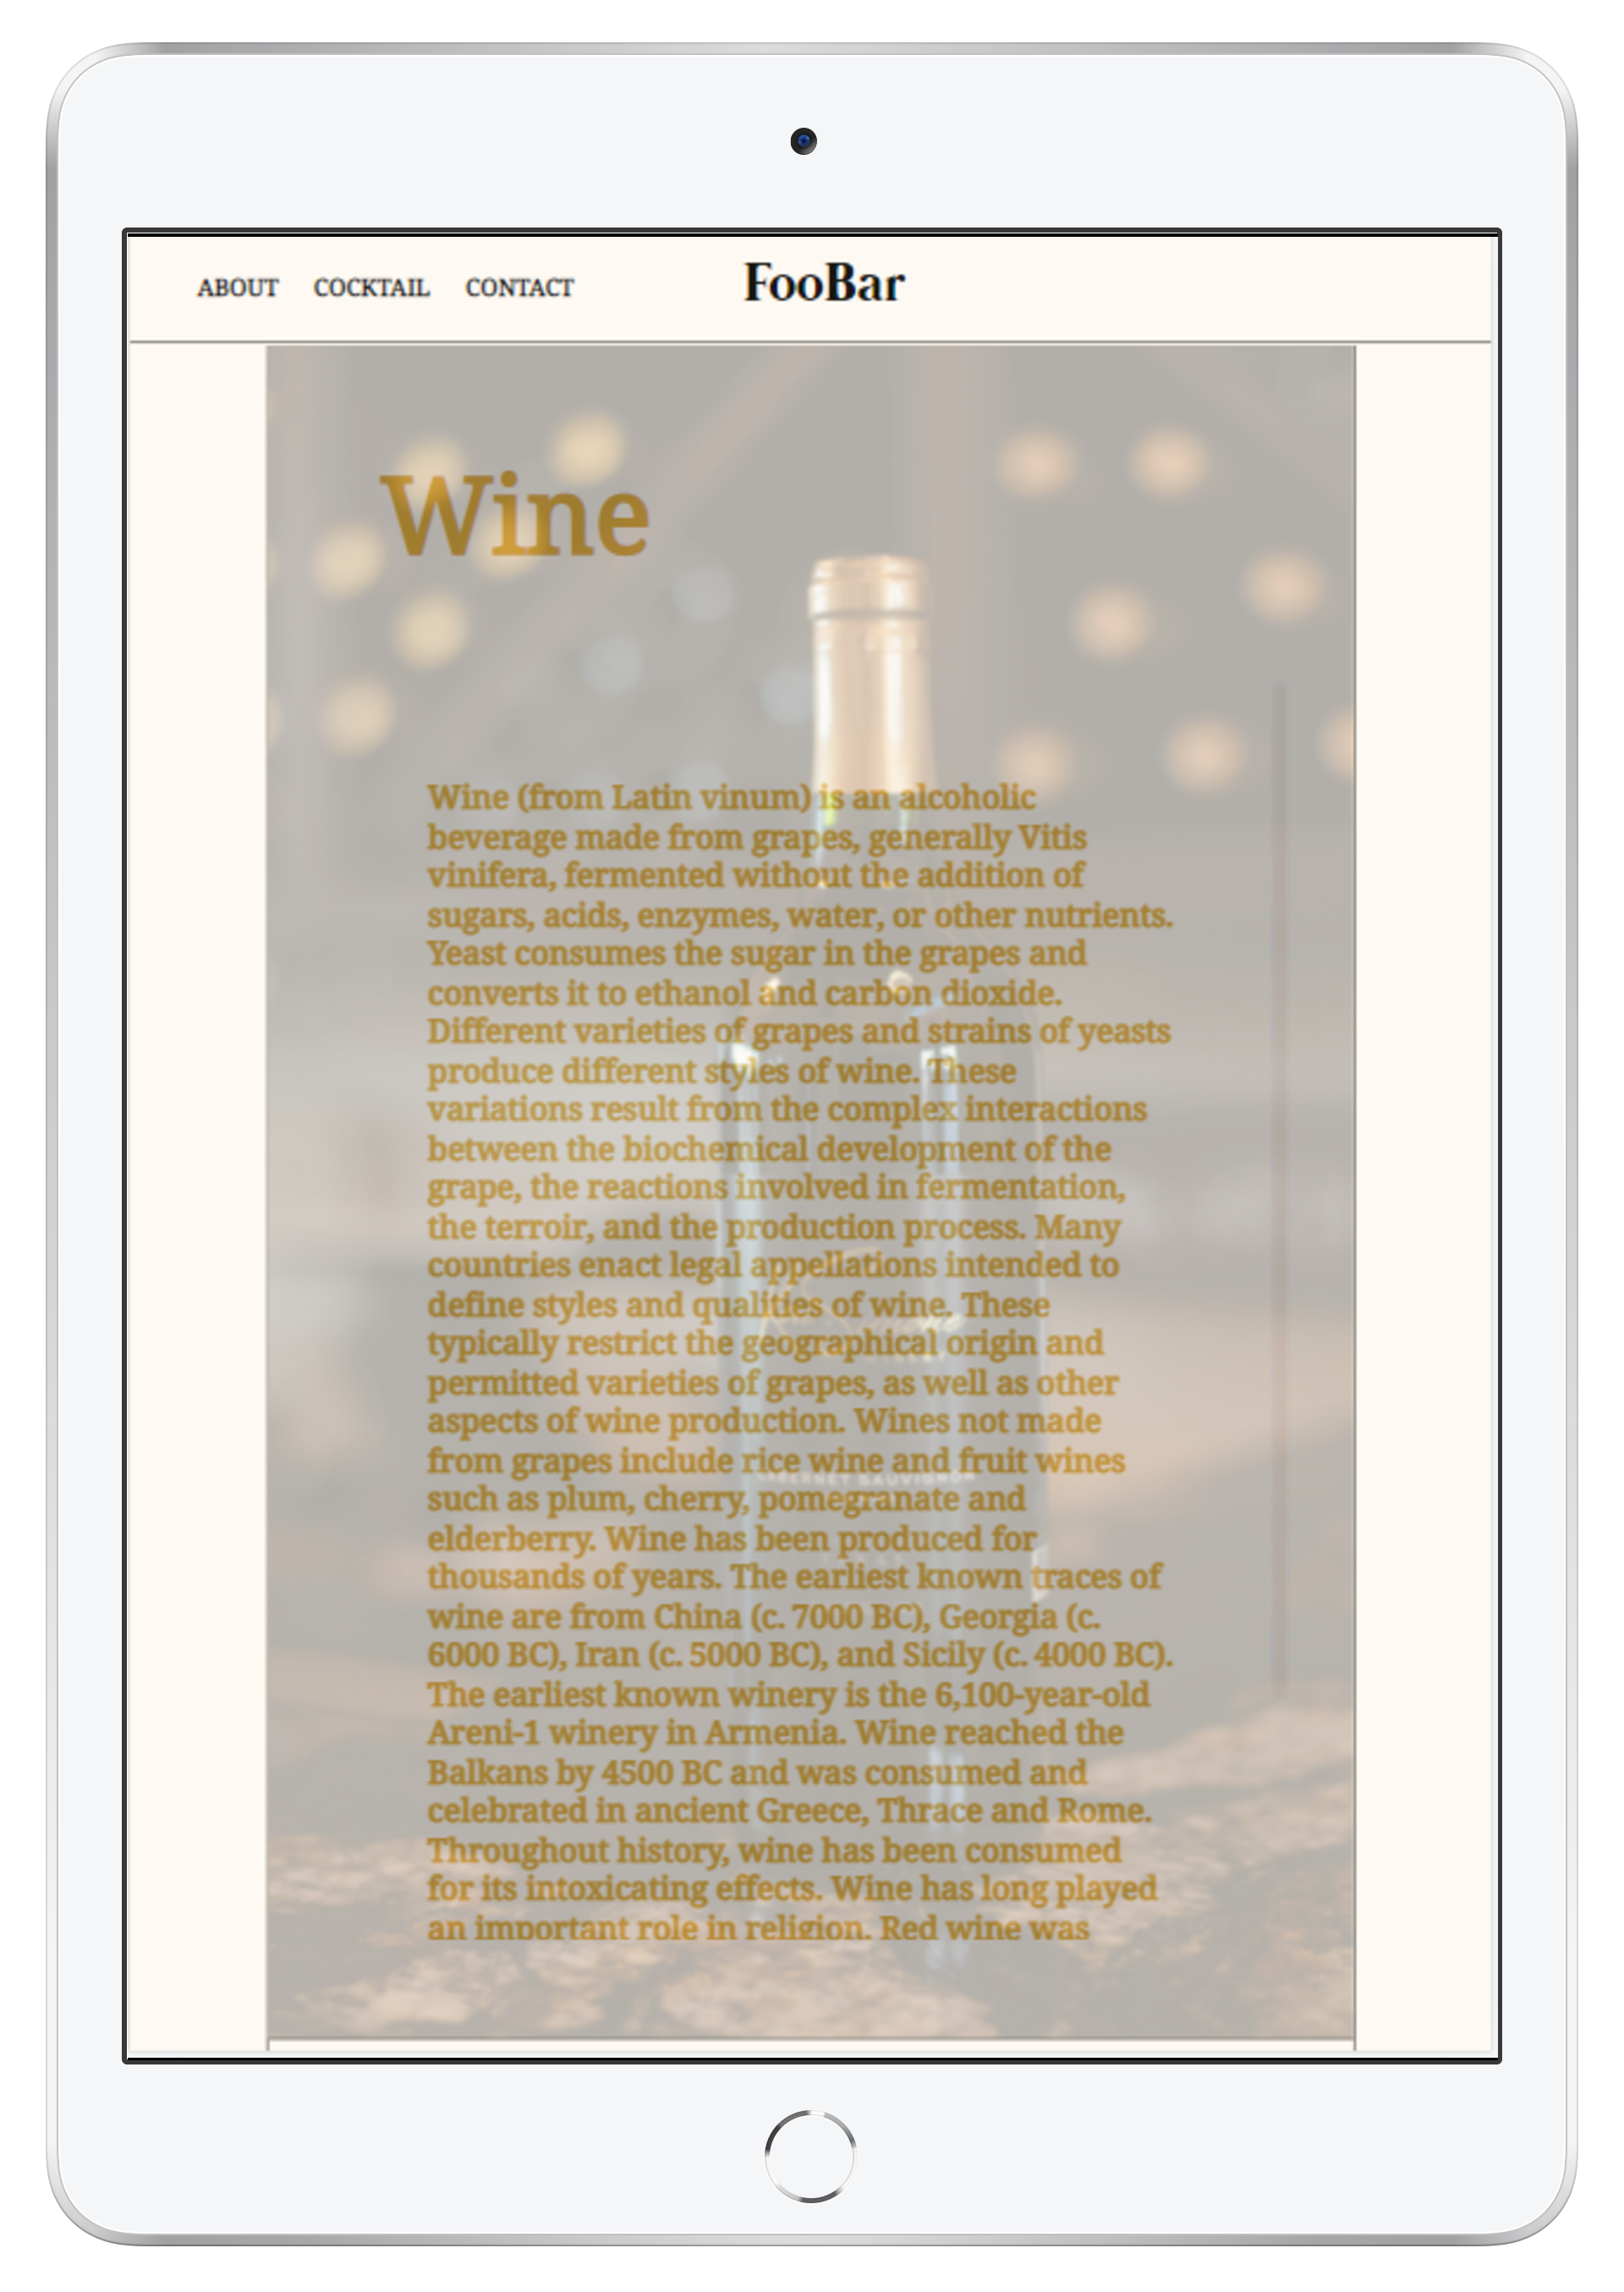 ABOUT COCKTAIL CONTACT FooBar
Wine
Wine (from Latin vinum) is an alcoholic
beverage made from grapes, generally Vitis
vinifera, fermented without the addition of
sugars, acids, enzymes, water, or other nutrients.
Yeast consumes the sugar in the grapes and
converts it to ethanol and carbon dioxide.
Different varieties of grapes and strains of yeasts
produce different styles of wine. These
variations result from the complex interactions
between the biochemical development of the
grape, the reactions involved in fermentation,
the terroir, and the production process. Many
countries enact legal appellations intended to
define styles and qualities of wine. These
typically restrict the geographical origin and
permitted varieties of grapes, as well as other
aspects of wine production. Wines not made
from grapes include rice wine and fruit wines
CABERNET SAUVIGNON
such as plum, cherry, pomegranate and
elderberry. Wine has been produced for
thousands of years. The earliest known traces of
wine are from China (c. 7000 BC), Georgia (c.
6000 BC), Iran (c. 5000 BC), and Sicily (c. 4000 BC).
The earliest known winery is the 6,100-year-old
Areni-1 winery in Armenia. Wine reached the
Balkans by 4500 BC and was consumed and
celebrated in ancient Greece, Thrace and Rome.
Throughout history, wine has been consumed
for its intoxicating effects. Wine has long played
an important role in religion. Red wine was